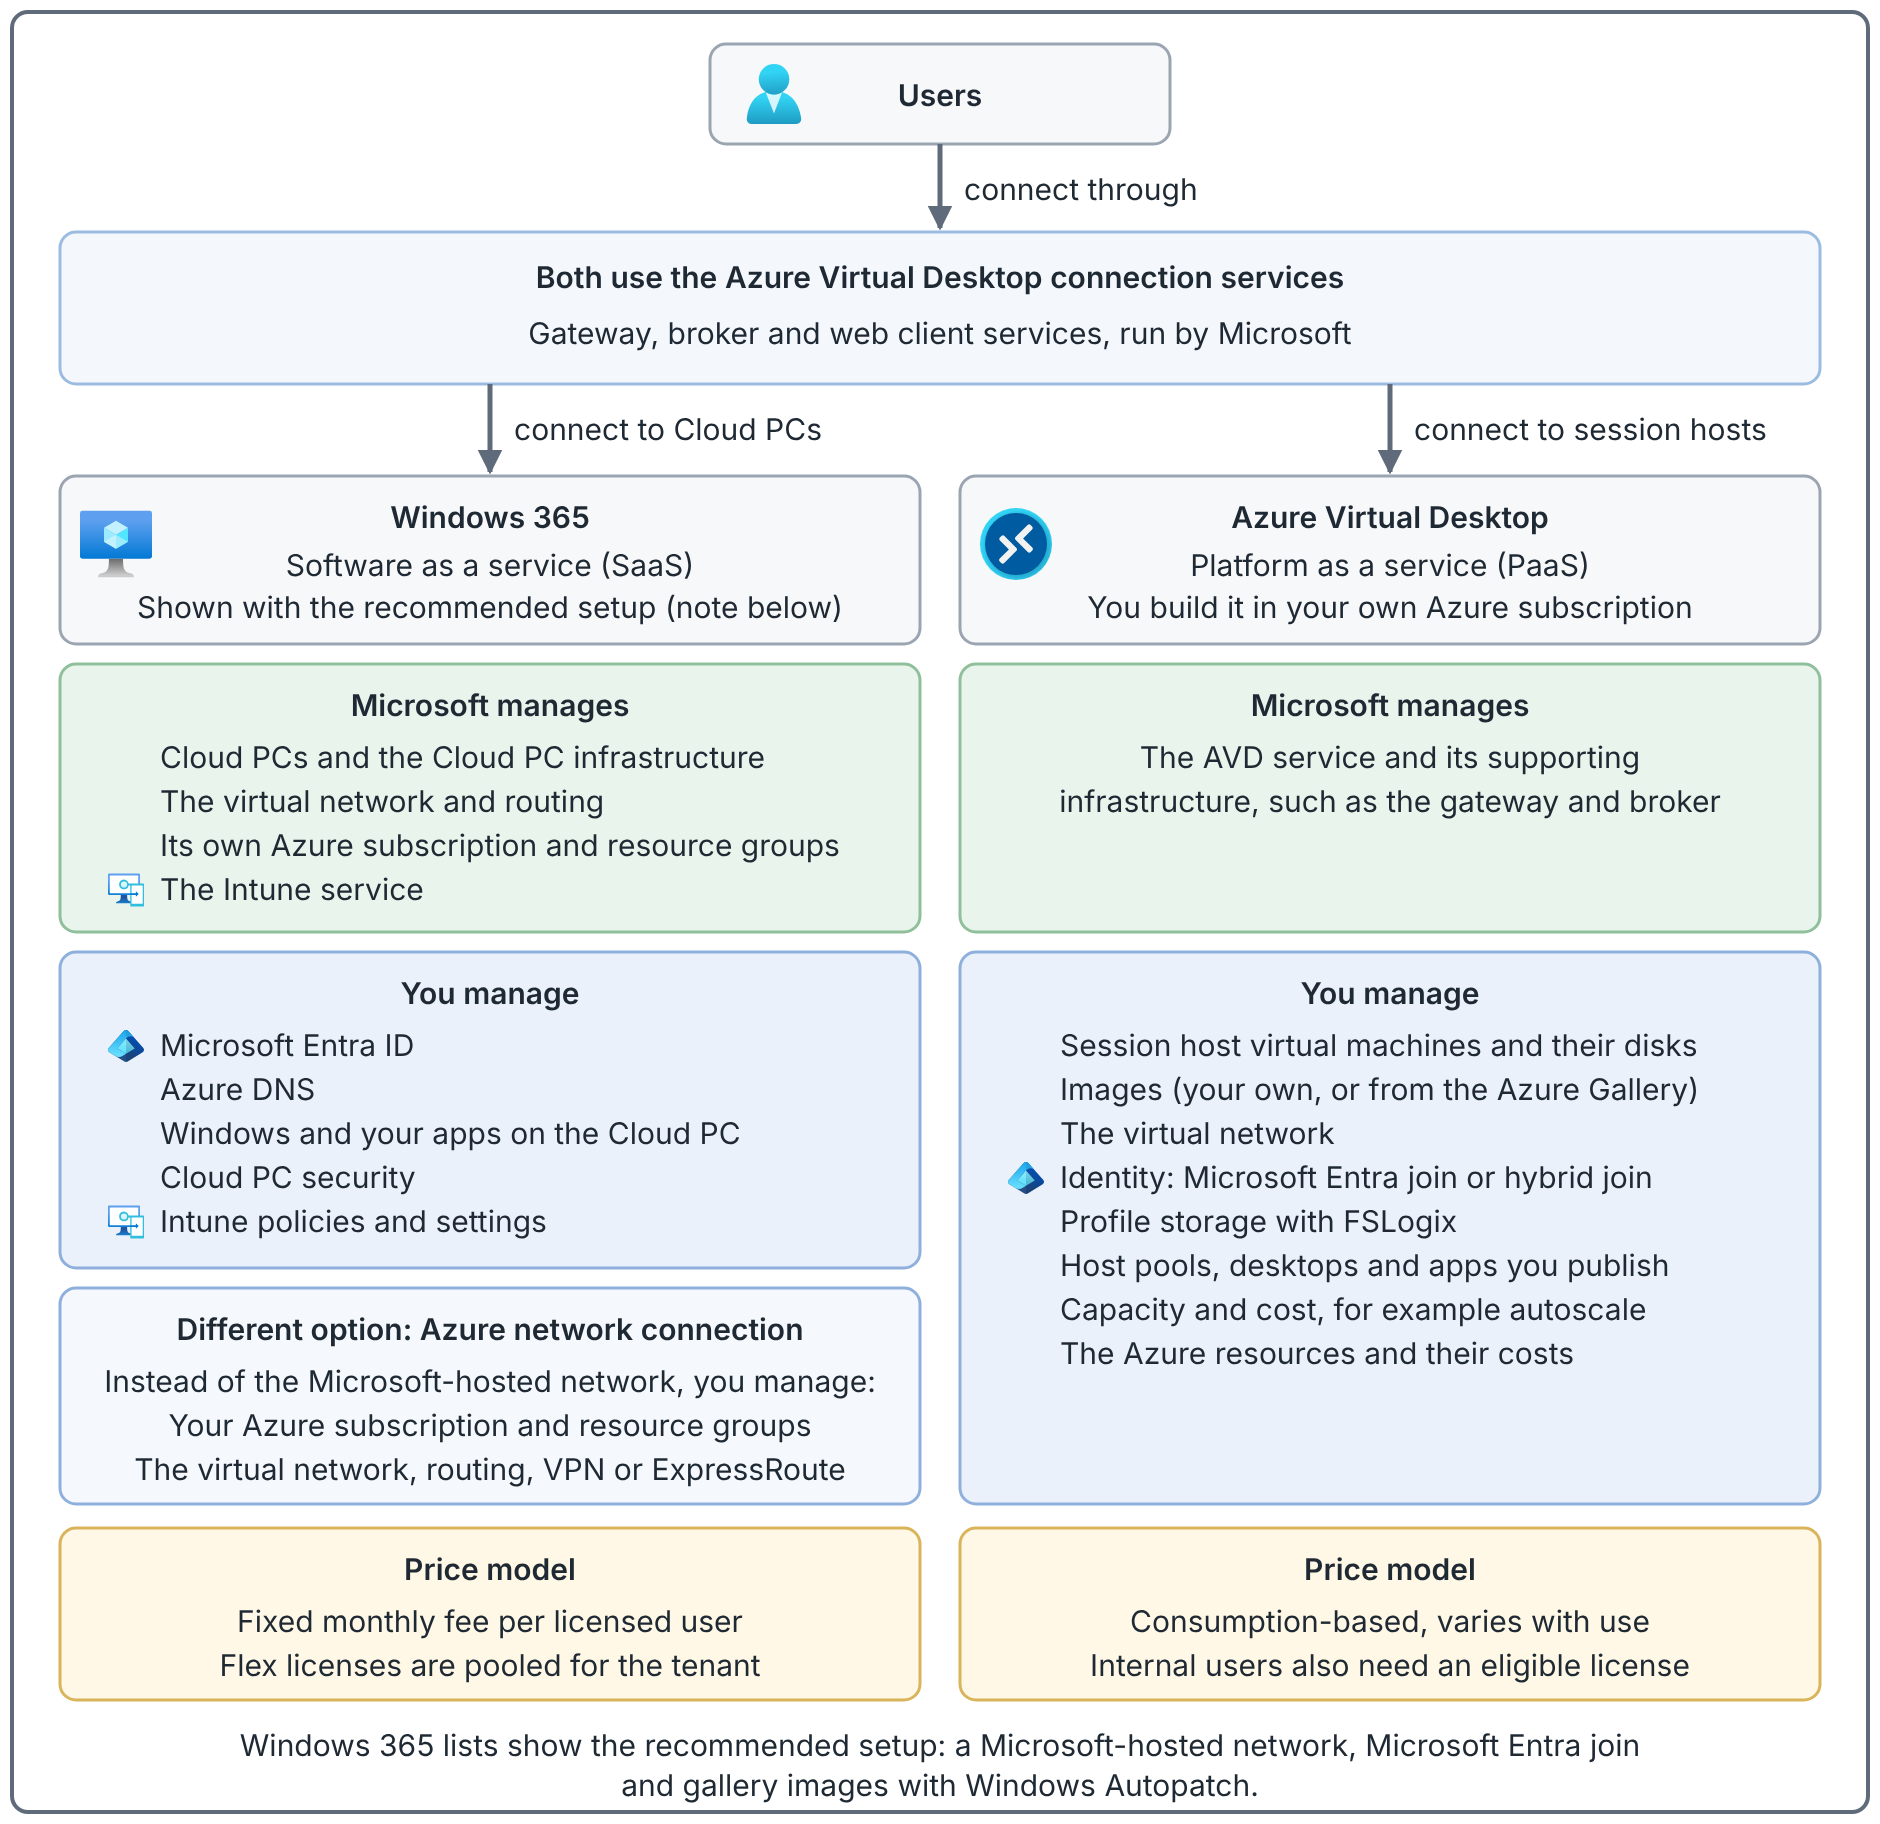 Users
connect through
Both use the Azure Virtual Desktop connection services
Gateway, broker and web client services, run by Microsoft
connect to Cloud PCs
connect to session hosts
Windows 365
Software as a service (SaaS)
Shown with the recommended setup (note below)
Azure Virtual Desktop
Platform as a service (PaaS)
You build it in your own Azure subscription
Microsoft manages
Cloud PCs and the Cloud PC infrastructure
The virtual network and routing
Its own Azure subscription and resource groups
The Intune service
Microsoft manages
The AVD service and its supporting
infrastructure, such as the gateway and broker
You manage
Microsoft Entra ID
Azure DNS
Windows and your apps on the Cloud PC
Cloud PC security
Intune policies and settings
You manage
Session host virtual machines and their disks
Images (your own, or from the Azure Gallery)
The virtual network
Identity: Microsoft Entra join or hybrid join
Profile storage with FSLogix
Host pools, desktops and apps you publish
Capacity and cost, for example autoscale
The Azure resources and their costs
Different option: Azure network connection
Instead of the Microsoft-hosted network, you manage:
Your Azure subscription and resource groups
The virtual network, routing, VPN or ExpressRoute
Price model
Fixed monthly fee per licensed user
Flex licenses are pooled for the tenant
Price model
Consumption-based, varies with use
Internal users also need an eligible license
Windows 365 lists show the recommended setup: a Microsoft-hosted network, Microsoft Entra join
and gallery images with Windows Autopatch.